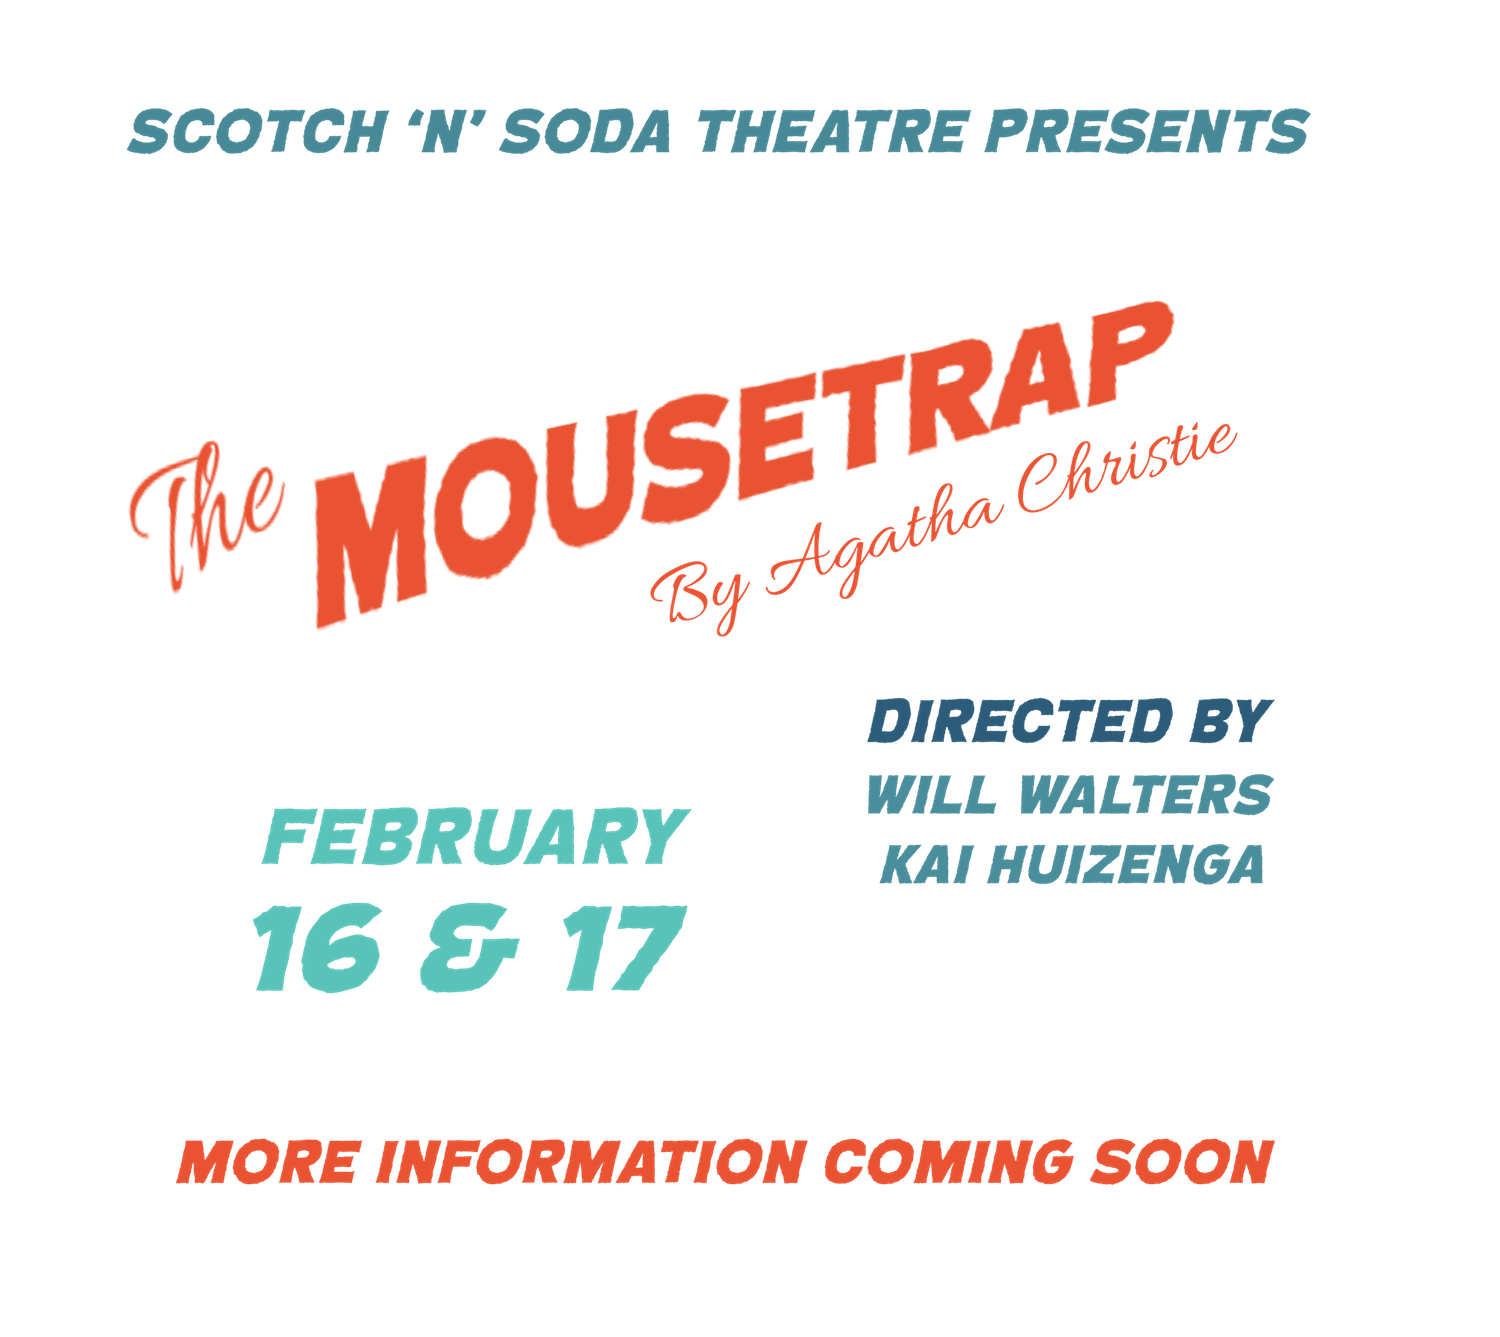 SCOTCH ‘N’ SODA THEATRE PRESENTS
The MOUSETRAP
By Agatha Christie
DIRECTED BY
WILL WALTERS
KAI HUIZENGA
FEBRUARY
16 & 17
MORE INFORMATION COMING SOON